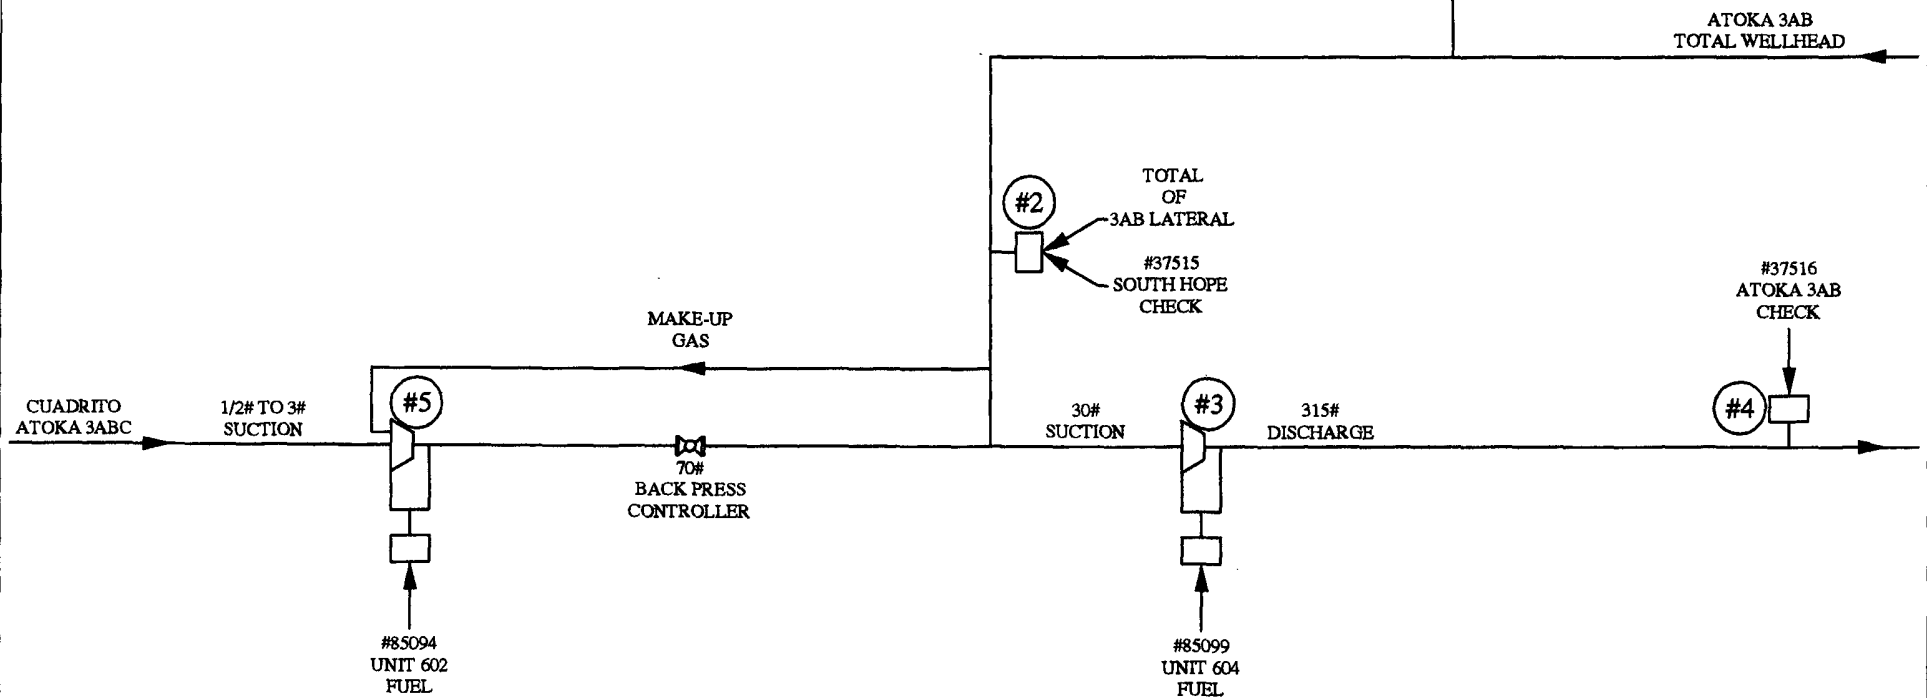 ATOKA 3AB
TOTAL WELLHEAD
#2
TOTAL
OF
3AB LATERAL
#37515
SOUTH HOPE
CHECK
#37516
ATOKA 3AB
CHECK
MAKE-UP
GAS
CUADRITO
ATOKA 3ABC
1/2# TO 3#
SUCTION
#5
70#
BACK PRESS
CONTROLLER
30#
SUCTION
#3
315#
DISCHARGE
#4
#85094
UNIT 602
FUEL
#85099
UNIT 604
FUEL